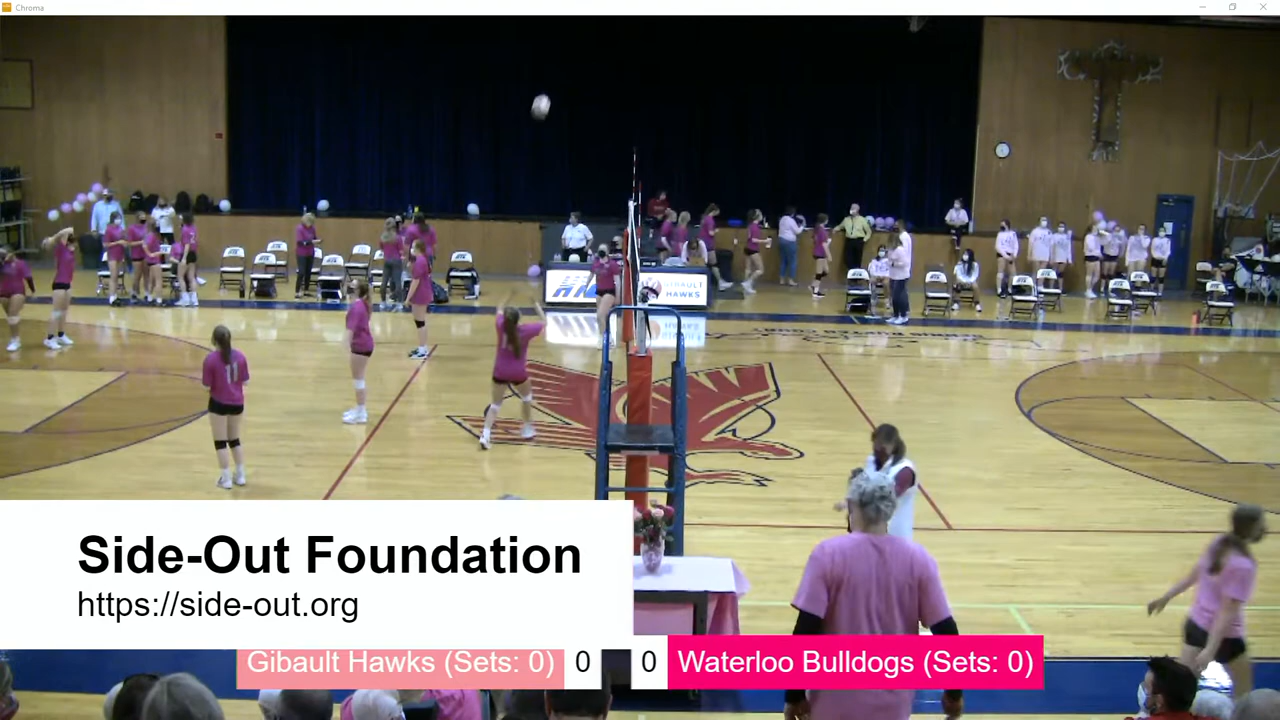 Chroma
GIBAULT
HAWKS
11
Side-Out Foundation
https://side-out.org
Gibault Hawks (Sets: 0) 0 0 Waterloo Bulldogs (Sets: 0)